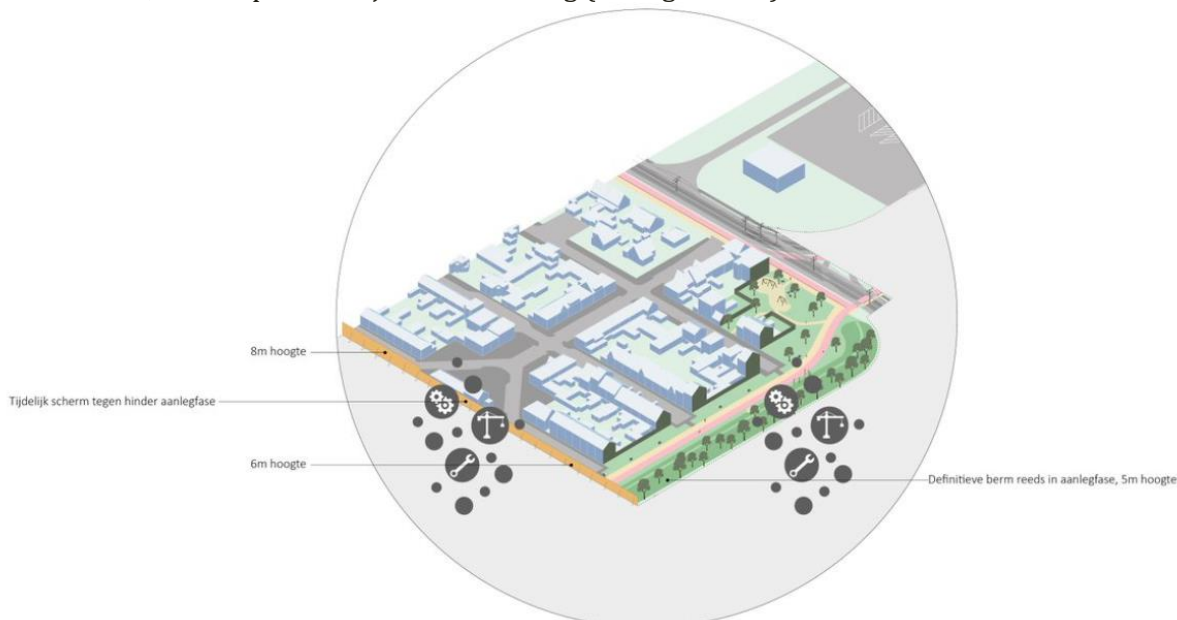 8m hoogte
Tijdelijk scherm tegen hinder aanlegfase
6m hoogte
Definitieve berm reeds in aanlegfase, 5m hoogte